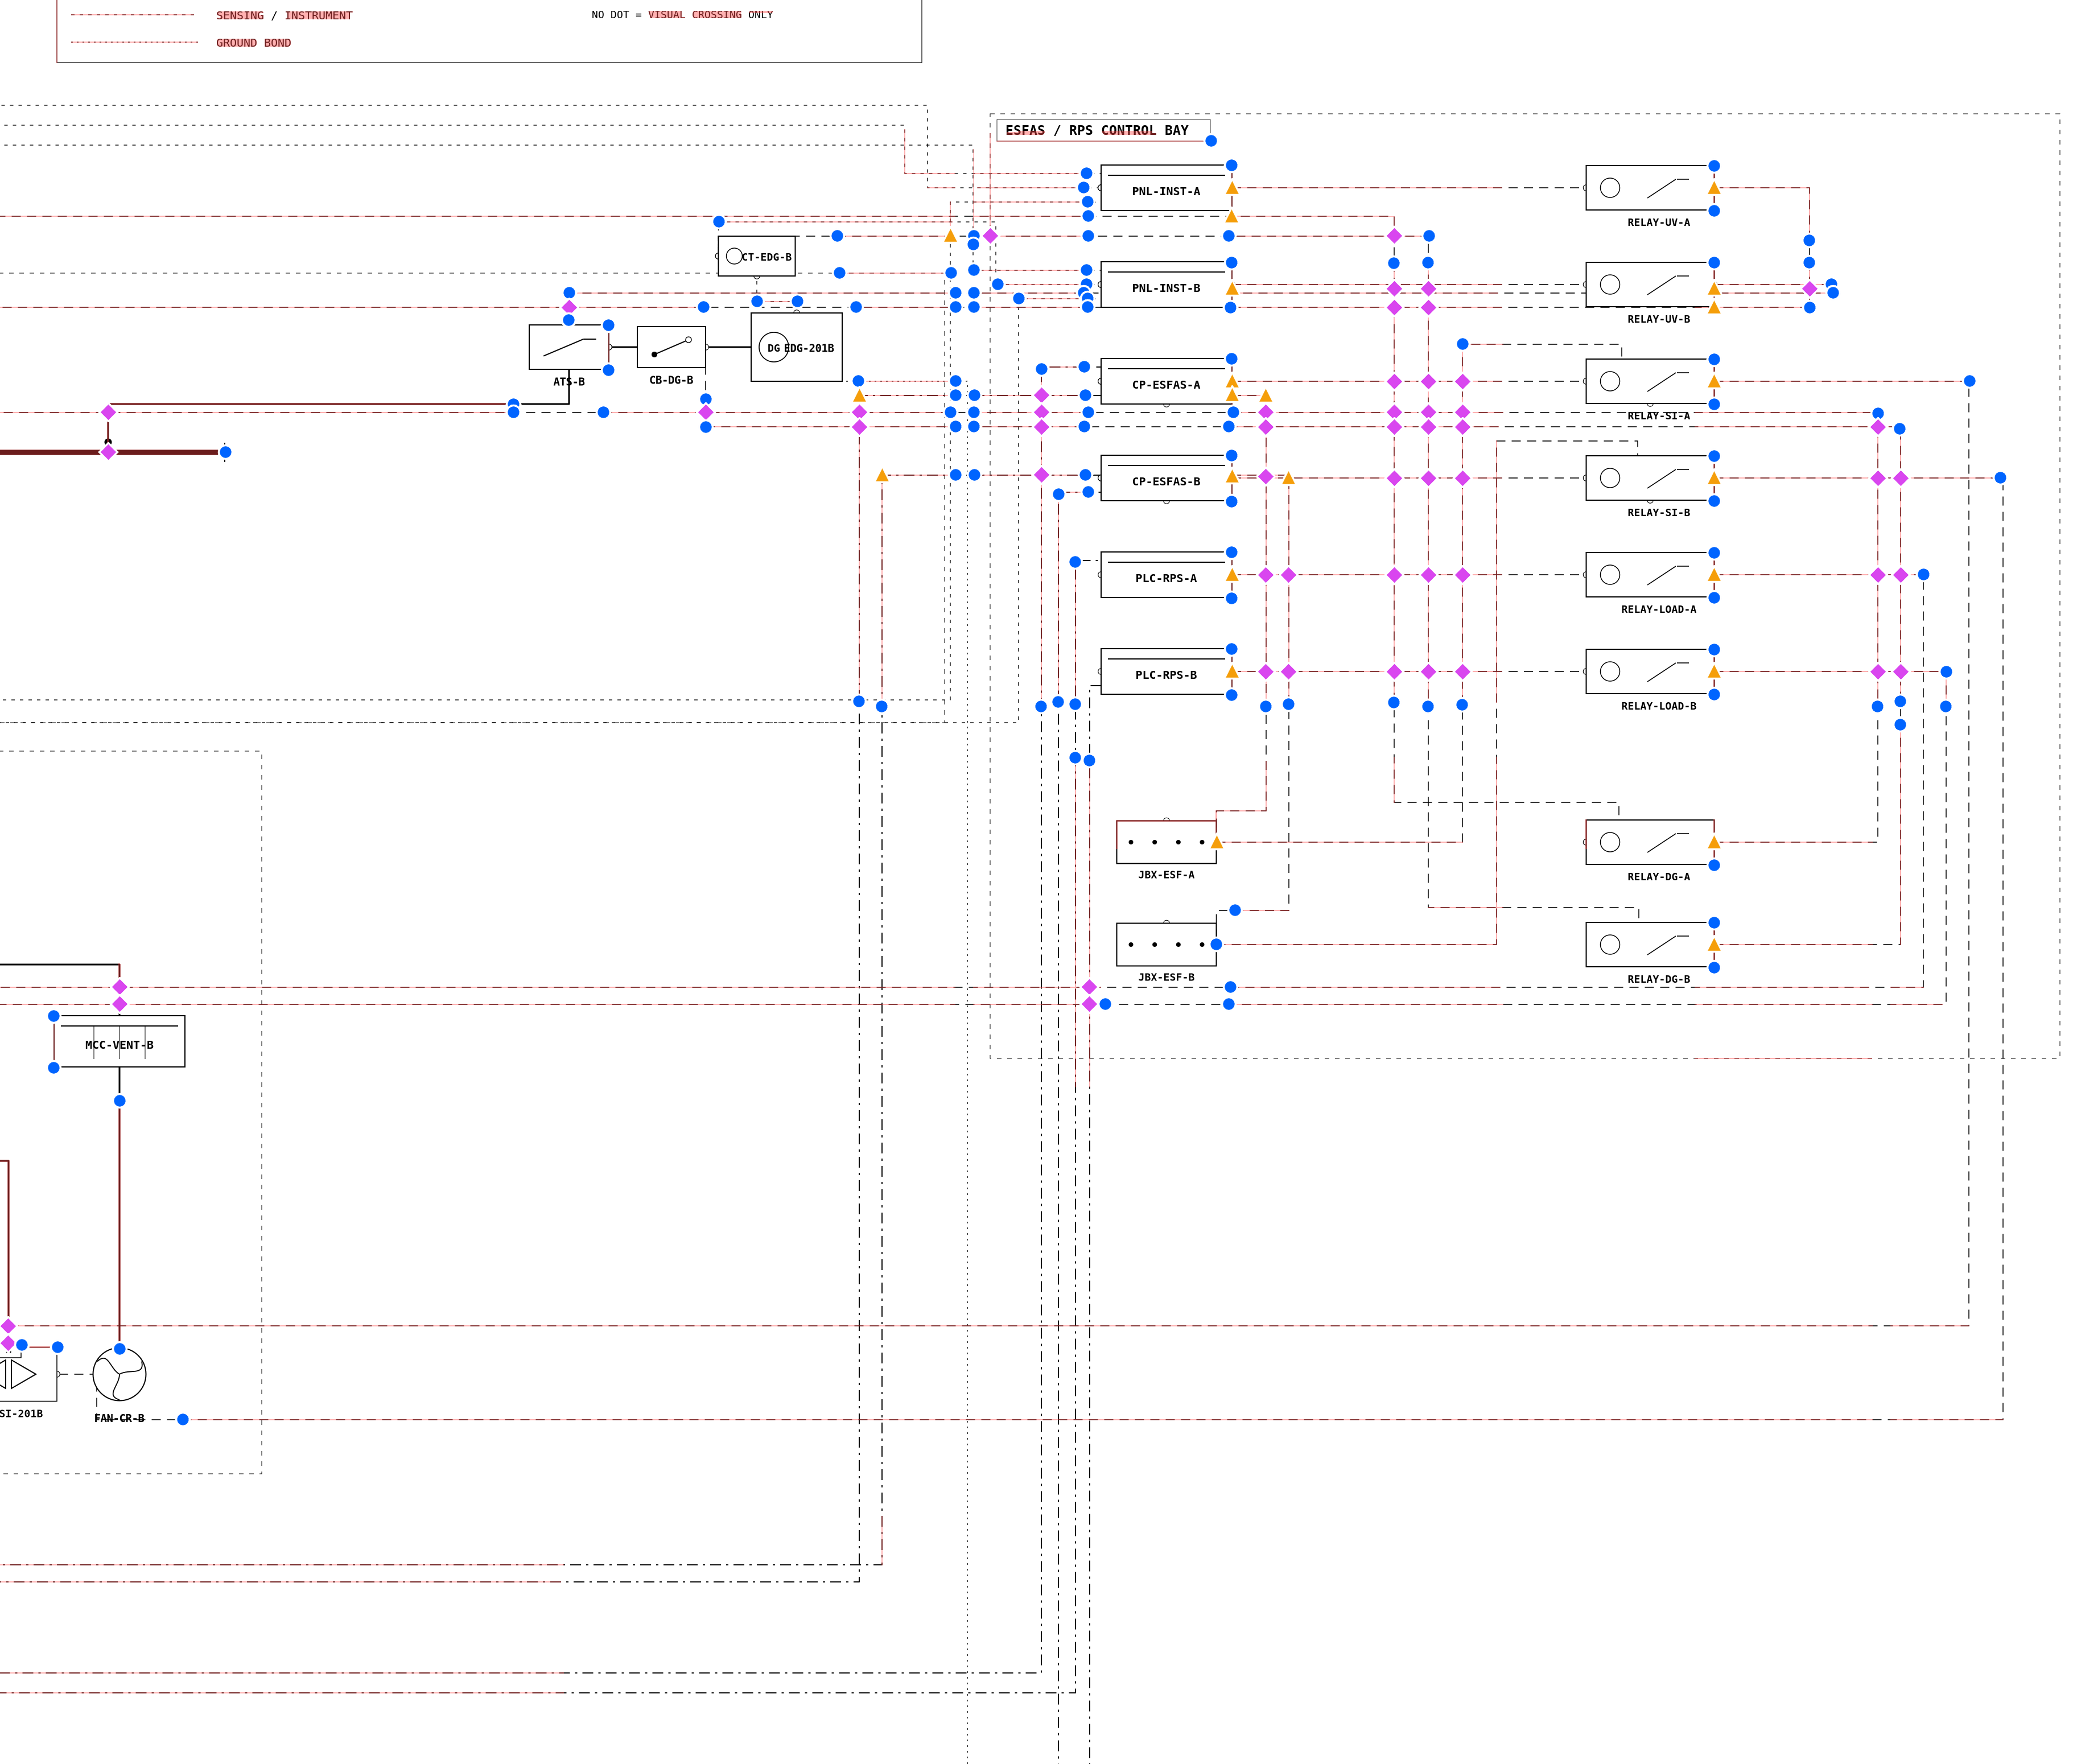 SENSING / INSTRUMENT
NO DOT = VISUAL CROSSING ONLY
GROUND BOND
ESFAS / RPS CONTROL BAY
PNL-INST-A
RELAY-UV-A
CT-EDG-B
PNL-INST-B
RELAY-UV-B
DG EDG-201B
ATS-B
CB-DG-B
CP-ESFAS-A
RELAY-SI-A
CP-ESFAS-B
RELAY-SI-B
PLC-RPS-A
RELAY-LOAD-A
PLC-RPS-B
RELAY-LOAD-B
JBX-ESF-A
RELAY-DG-A
JBX-ESF-B
RELAY-DG-B
MCC-VENT-B
SI-201B
FAN-CR-B